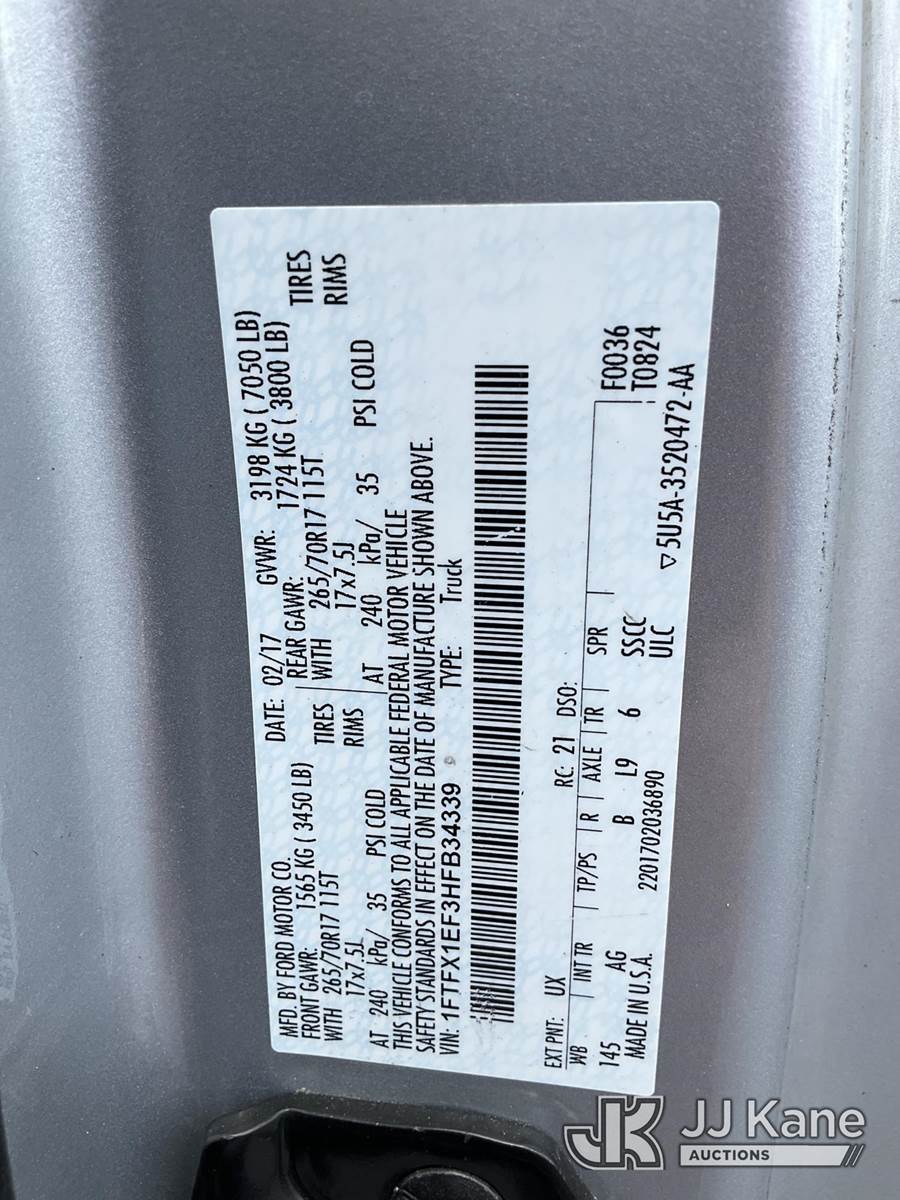 MFD. BY FORD MOTOR CO. DATE: 02/17 GVWR: 3198 KG ( 7050 LB)
FRONT GAWR: 1565 KG ( 3450 LB) REAR GAWR: 1724 KG ( 3800 LB)
WITH 265/70R17 115T TIRES WITH 265/70R17 115T TIRES
17x7.5J RIMS 17x7.5J RIMS
AT 240 kPa/ 35 PSI COLD AT 240 kPa/ 35 PSI COLD
THIS VEHICLE CONFORMS TO ALL APPLICABLE FEDERAL MOTOR VEHICLE
SAFETY STANDARDS IN EFFECT ON THE DATE OF MANUFACTURE SHOWN ABOVE.
VIN: 1FTFX1EF3HFB34339 TYPE: Truck
EXT PNT: UX RC: 21 DSO:
WB INT TR TP/PS R AXLE TR SPR F0036
145 AG B L9 6 SSCC T0824
MADE IN U.S.A. 2201702036890 ULC ▽5U5A-3520472-AA
JK JJ Kane
AUCTIONS